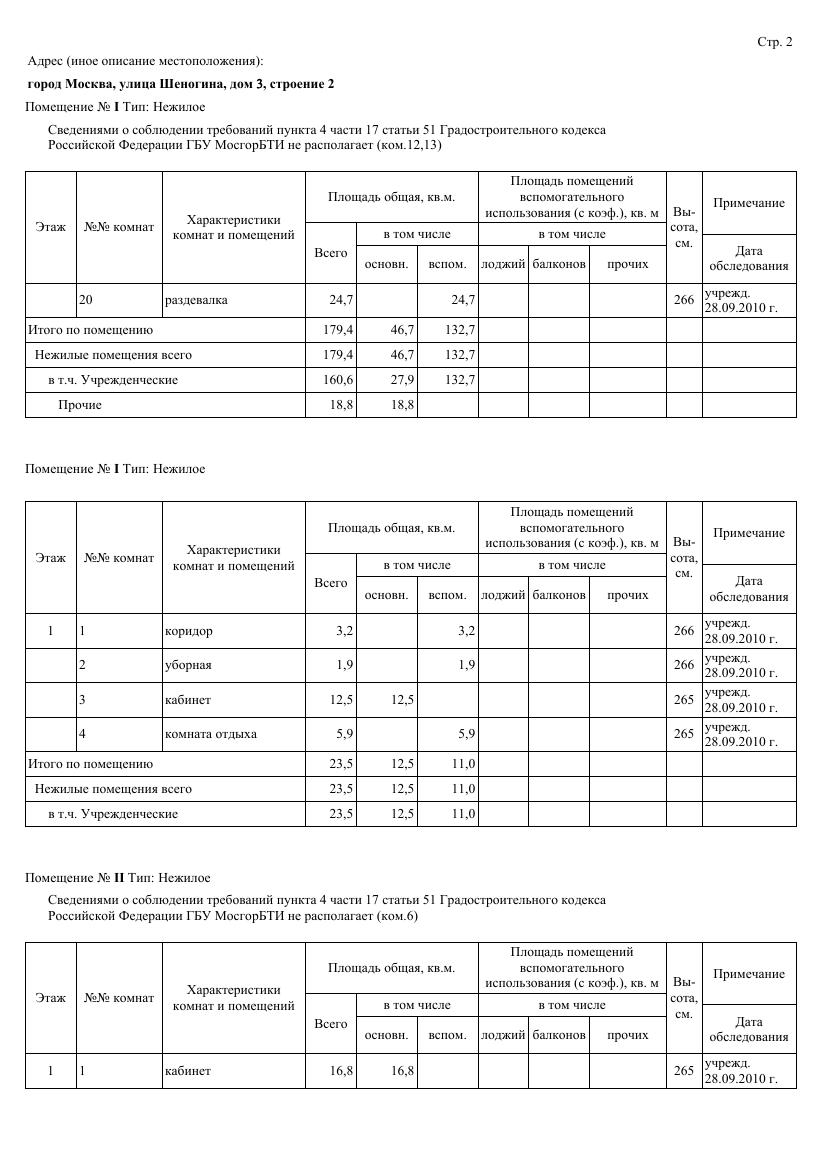 Стр. 2
Адрес (иное описание местоположения):
город Москва, улица Шеногина, дом 3, строение 2
Помещение № I Тип: Нежилое
Сведениями о соблюдении требований пункта 4 части 17 статьи 51 Градостроительного кодекса
Российской Федерации ГБУ МосгорБТИ не располагает (ком.12,13)
Этаж №№ комнат Характеристики комнат и помещений Площадь общая, кв.м. Площадь помещений вспомогательного использования (с коэф.), кв. м Вы-сота, см. Примечание
Всего в том числе в том числе Дата обследования
основн. вспом. лоджий балконов прочих
20 раздевалка 24,7 24,7 266 учрежд. 28.09.2010 г.
Итого по помещению 179,4 46,7 132,7
Нежилые помещения всего 179,4 46,7 132,7
в т.ч. Учрежденческие 160,6 27,9 132,7
Прочие 18,8 18,8
Помещение № I Тип: Нежилое
Этаж №№ комнат Характеристики комнат и помещений Площадь общая, кв.м. Площадь помещений вспомогательного использования (с коэф.), кв. м Вы-сота, см. Примечание
Всего в том числе в том числе Дата обследования
основн. вспом. лоджий балконов прочих
1 1 коридор 3,2 3,2 266 учрежд. 28.09.2010 г.
2 уборная 1,9 1,9 266 учрежд. 28.09.2010 г.
3 кабинет 12,5 12,5 265 учрежд. 28.09.2010 г.
4 комната отдыха 5,9 5,9 265 учрежд. 28.09.2010 г.
Итого по помещению 23,5 12,5 11,0
Нежилые помещения всего 23,5 12,5 11,0
в т.ч. Учрежденческие 23,5 12,5 11,0
Помещение № II Тип: Нежилое
Сведениями о соблюдении требований пункта 4 части 17 статьи 51 Градостроительного кодекса
Российской Федерации ГБУ МосгорБТИ не располагает (ком.6)
Этаж №№ комнат Характеристики комнат и помещений Площадь общая, кв.м. Площадь помещений вспомогательного использования (с коэф.), кв. м Вы-сота, см. Примечание
Всего в том числе в том числе Дата обследования
основн. вспом. лоджий балконов прочих
1 1 кабинет 16,8 16,8 265 учрежд. 28.09.2010 г.